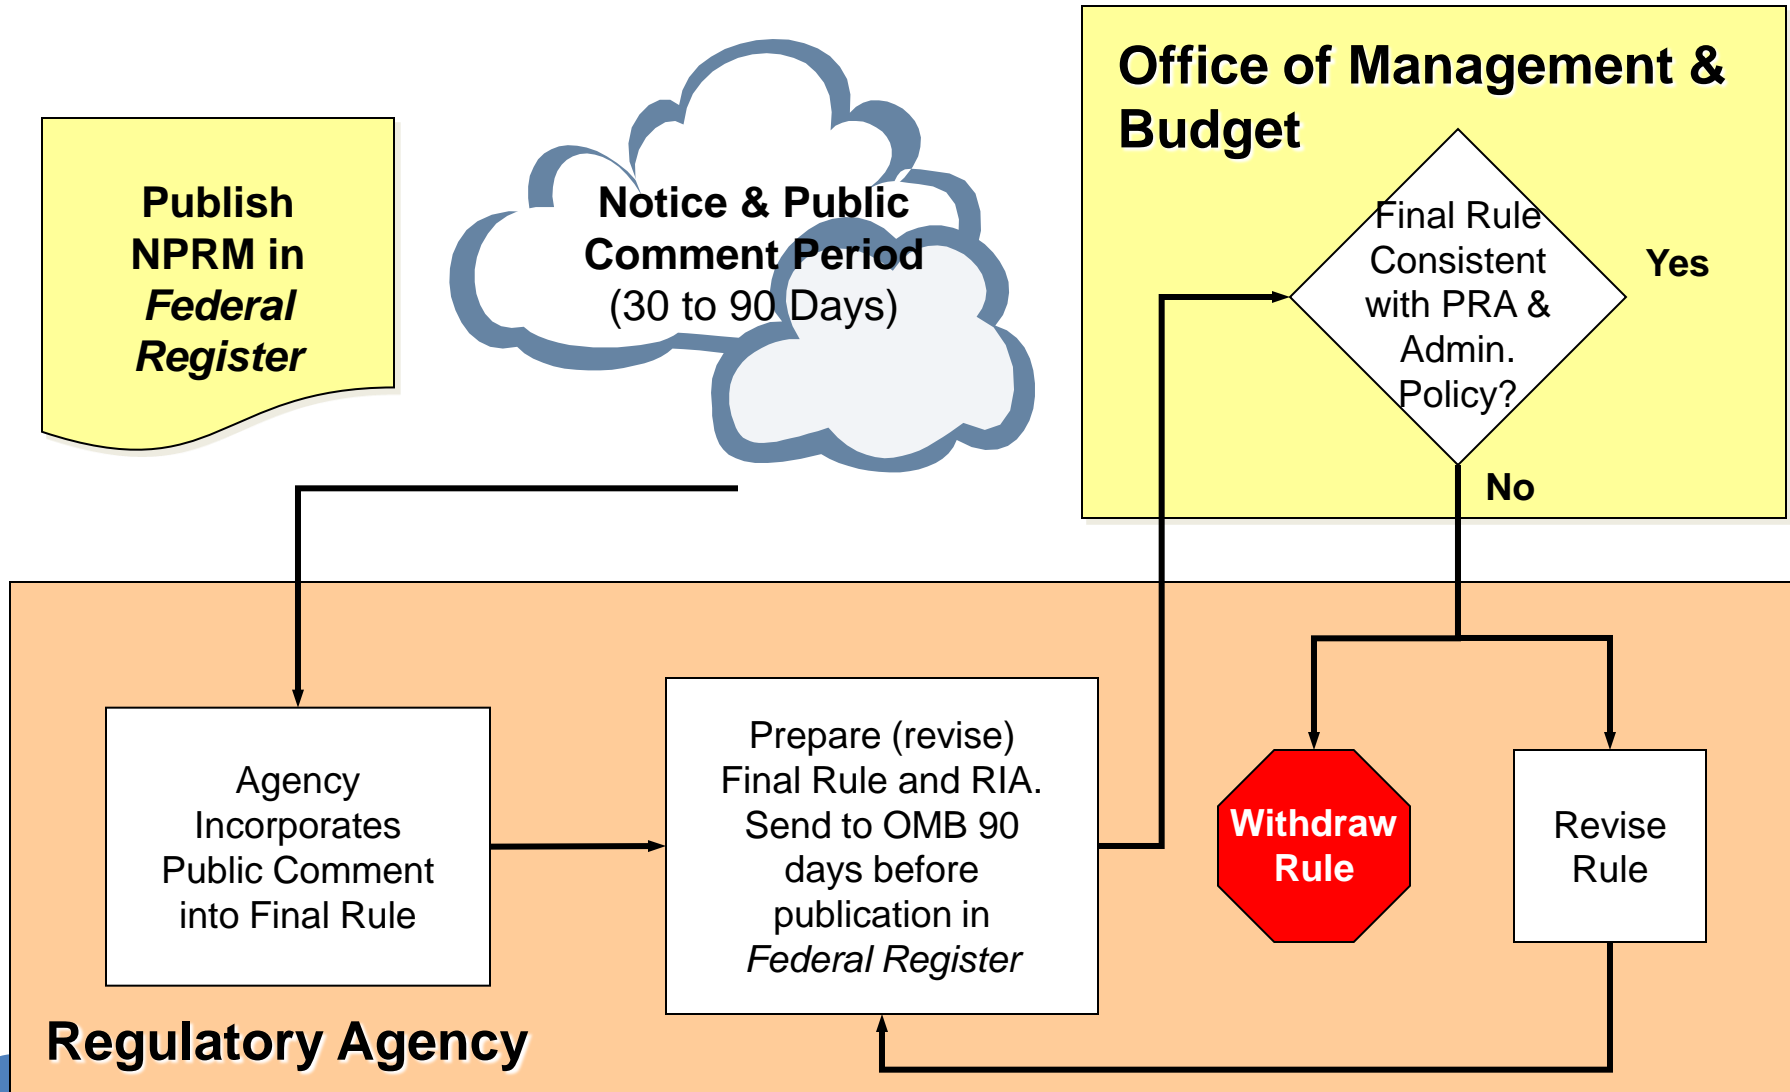 Publish
NPRM in
Federal
Register
Notice & Public
Comment Period
(30 to 90 Days)
Office of Management &
Budget
Final Rule
Consistent
with PRA &
Admin.
Policy?
Yes
No
Agency
Incorporates
Public Comment
into Final Rule
Prepare (revise)
Final Rule and RIA.
Send to OMB 90
days before
publication in
Federal Register
Withdraw
Rule
Revise
Rule
Regulatory Agency